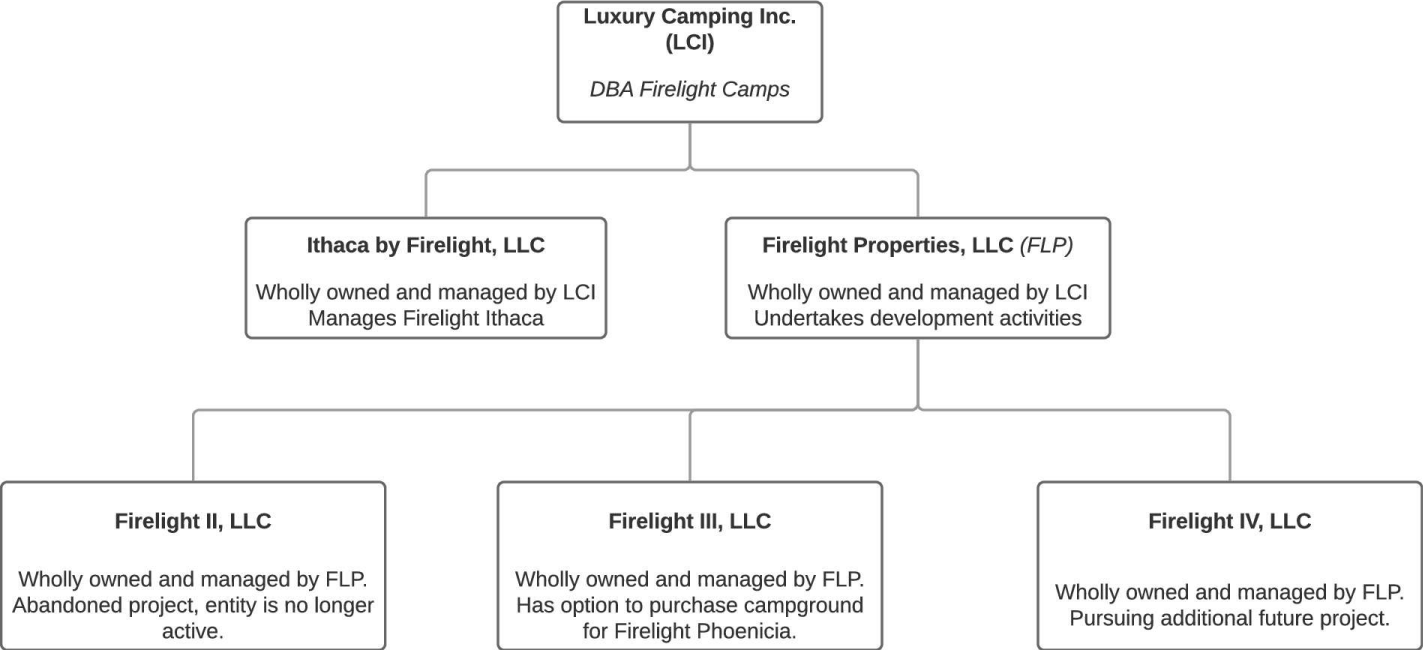 Luxury Camping Inc.
(LCI)
DBA Firelight Camps
Ithaca by Firelight, LLC
Wholly owned and managed by LCI
Manages Firelight Ithaca
Firelight Properties, LLC (FLP)
Wholly owned and managed by LCI
Undertakes development activities
Firelight II, LLC
Wholly owned and managed by FLP.
Abandoned project, entity is no longer
active.
Firelight III, LLC
Wholly owned and managed by FLP.
Has option to purchase campground
for Firelight Phoenicia.
Firelight IV, LLC
Wholly owned and managed by FLP.
Pursuing additional future project.